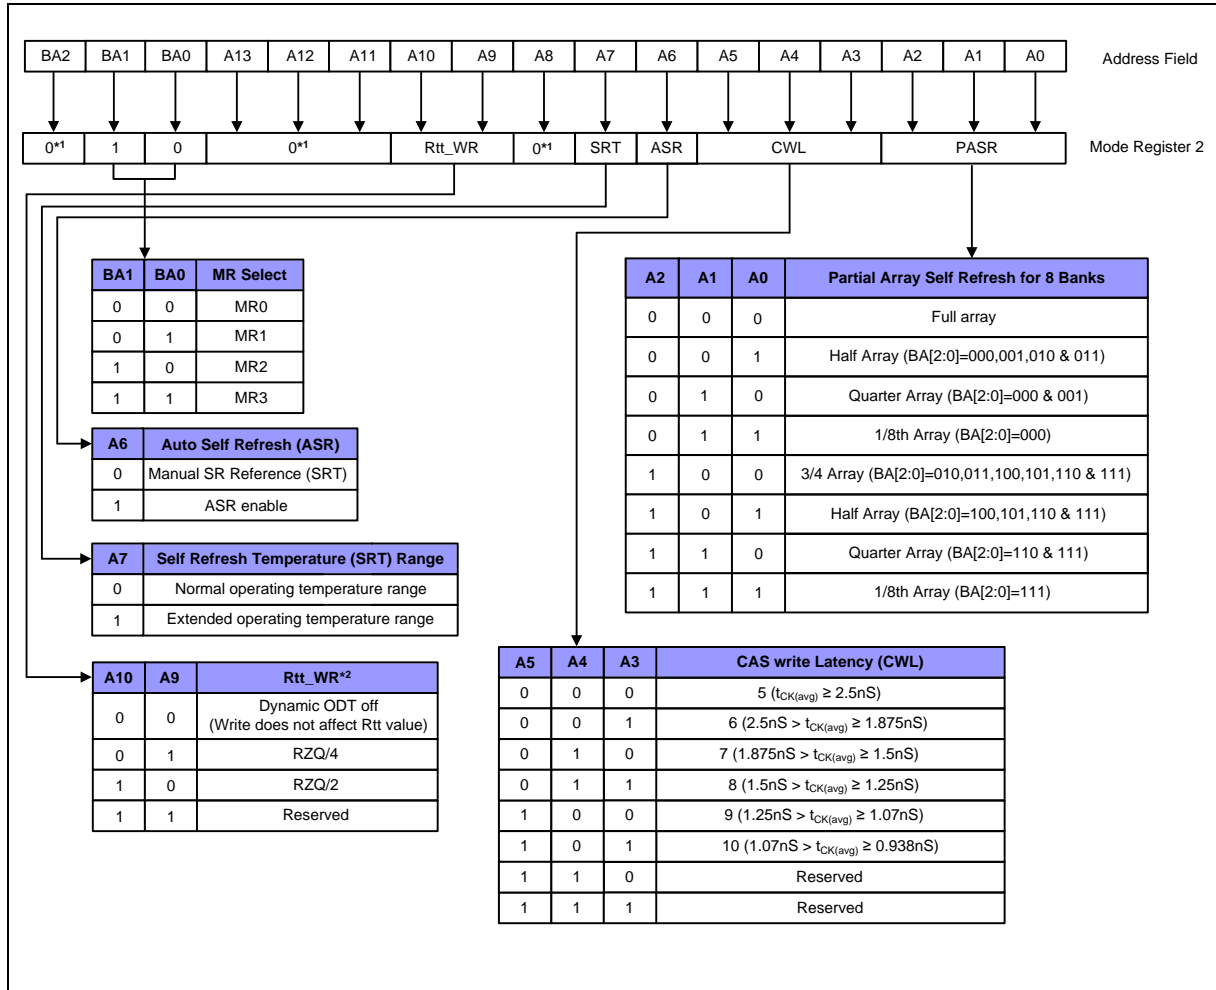 BA2 BA1 BA0 A13 A12 A11 A10 A9 A8 A7 A6 A5 A4 A3 A2 A1 A0 Address Field
0*1 1 0 0*1 Rtt_WR 0*1 SRT ASR CWL PASR Mode Register 2
BA1 BA0 MR Select
0 0 MR0
0 1 MR1
1 0 MR2
1 1 MR3
A6 Auto Self Refresh (ASR)
0 Manual SR Reference (SRT)
1 ASR enable
A7 Self Refresh Temperature (SRT) Range
0 Normal operating temperature range
1 Extended operating temperature range
A10 A9 Rtt_WR*2
0 0 Dynamic ODT off
(Write does not affect Rtt value)
0 1 RZQ/4
1 0 RZQ/2
1 1 Reserved
A2 A1 A0 Partial Array Self Refresh for 8 Banks
0 0 0 Full array
0 0 1 Half Array (BA[2:0]=000,001,010 & 011)
0 1 0 Quarter Array (BA[2:0]=000 & 001)
0 1 1 1/8th Array (BA[2:0]=000)
1 0 0 3/4 Array (BA[2:0]=010,011,100,101,110 & 111)
1 0 1 Half Array (BA[2:0]=100,101,110 & 111)
1 1 0 Quarter Array (BA[2:0]=110 & 111)
1 1 1 1/8th Array (BA[2:0]=111)
A5 A4 A3 CAS write Latency (CWL)
0 0 0 5 (tCK(avg) ≥ 2.5nS)
0 0 1 6 (2.5nS > tCK(avg) ≥ 1.875nS)
0 1 0 7 (1.875nS > tCK(avg) ≥ 1.5nS)
0 1 1 8 (1.5nS > tCK(avg) ≥ 1.25nS)
1 0 0 9 (1.25nS > tCK(avg) ≥ 1.07nS)
1 0 1 10 (1.07nS > tCK(avg) ≥ 0.938nS)
1 1 0 Reserved
1 1 1 Reserved